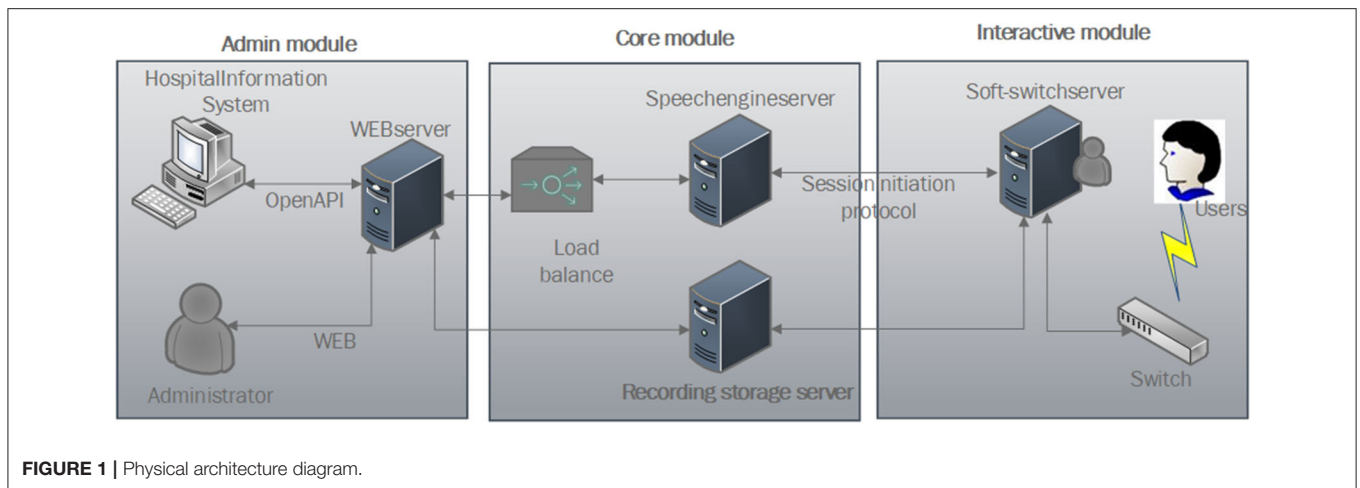 Admin module
Core module
Interactive module
HospitalInformation
System
WEBserver
OpenAPI
WEB
Administrator
Speechengineserver
Load
balance
Recording storage server
Session initiation
protocol
Soft-switchserver
Users
Switch
FIGURE 1 | Physical architecture diagram.